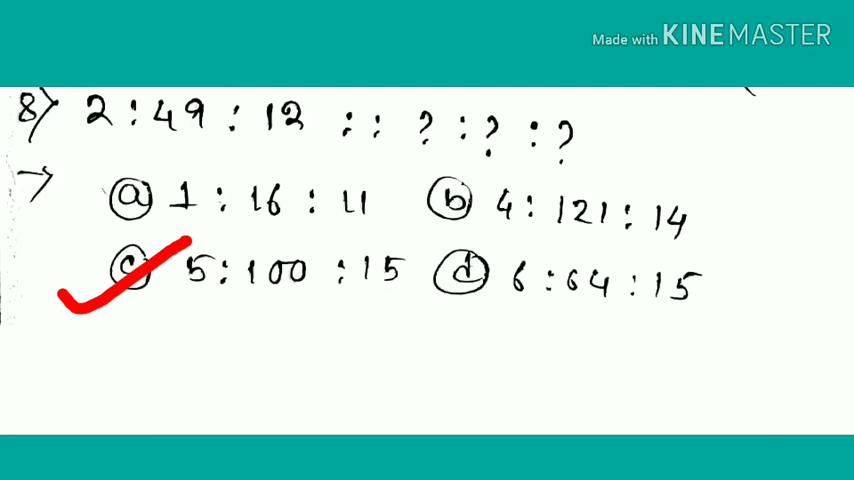 Made with KINEMASTER
8) 2 : 49 : 12 :: ? : ? : ?
→ ⓐ 1 : 16 : 11 ⓑ 4 : 121 : 14
ⓒ 5 : 100 : 15 ⓓ 6 : 64 : 15